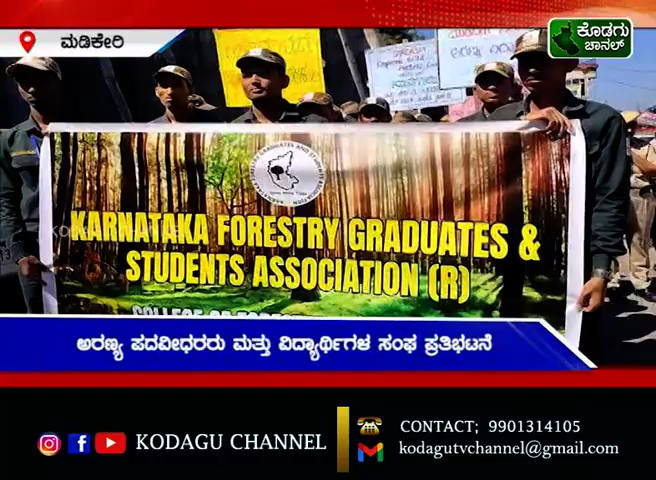 ಮಡಿಕೇರಿ
ಕೊಡಗು
ಚಾನಲ್
KARNATAKA FORESTRY GRADUATES &
STUDENTS ASSOCIATION (R)
ಅರಣ್ಯ ಪದವೀಧರರು ಮತ್ತು ವಿದ್ಯಾರ್ಥಿಗಳ ಸಂಘ ಪ್ರತಿಭಟನೆ
KODAGU CHANNEL
CONTACT; 9901314105
kodagutvchannel@gmail.com